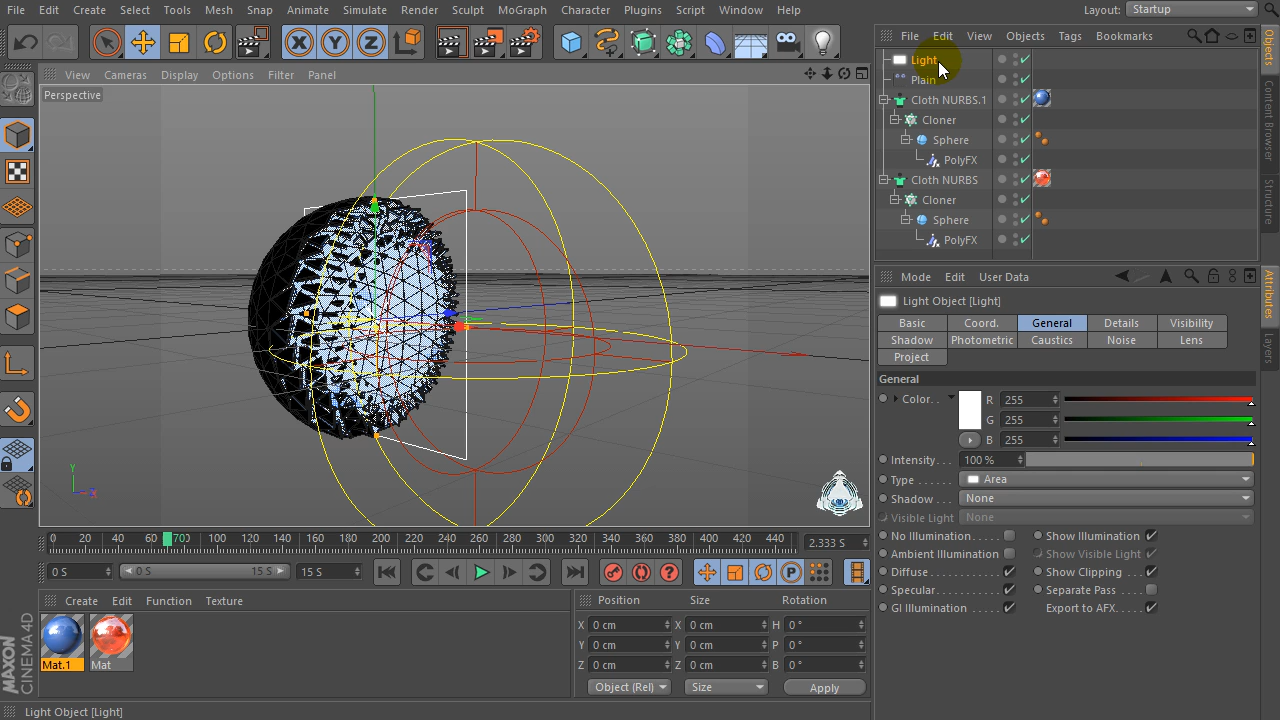 File Edit Create Select Tools Mesh Snap Animate Simulate Render Sculpt MoGraph Character Plugins Script Window Help
Layout: Startup
File Edit View Objects Tags Bookmarks
View Cameras Display Options Filter Panel
Perspective
Light
Plain
Cloth NURBS.1
Cloner
Sphere
PolyFX
Cloth NURBS
Cloner
Sphere
PolyFX
Objects
Content Browser
Structure
Attributes
Layers
Mode Edit User Data
Light Object [Light]
Basic Coord. General Details Visibility
Shadow Photometric Caustics Noise Lens
Project
General
Color. . R 255
G 255
B 255
Intensity. . . 100 %
Type . . . . . . Area
Shadow . . . None
Visible Light None
No Illumination. . . . . Show Illumination
Ambient Illumination Show Visible Light
Diffuse. . . . . . . . . . . . Show Clipping . . .
Specular. . . . . . . . . . . Separate Pass . . .
GI Illumination . . . . . Export to AFX. . . . .
Y
X
0 20 40 60 70 0 100 120 140 160 180 200 220 240 260 280 300 320 340 360 380 400 420 440
2.333 S
0 S 0 S 15 S 15 S
Create Edit Function Texture
Mat.1 Mat
Position Size Rotation
X 0 cm X 0 cm H 0 °
Y 0 cm Y 0 cm P 0 °
Z 0 cm Z 0 cm B 0 °
Object (Rel) Size Apply
MAXON
CINEMA 4D
Light Object [Light]